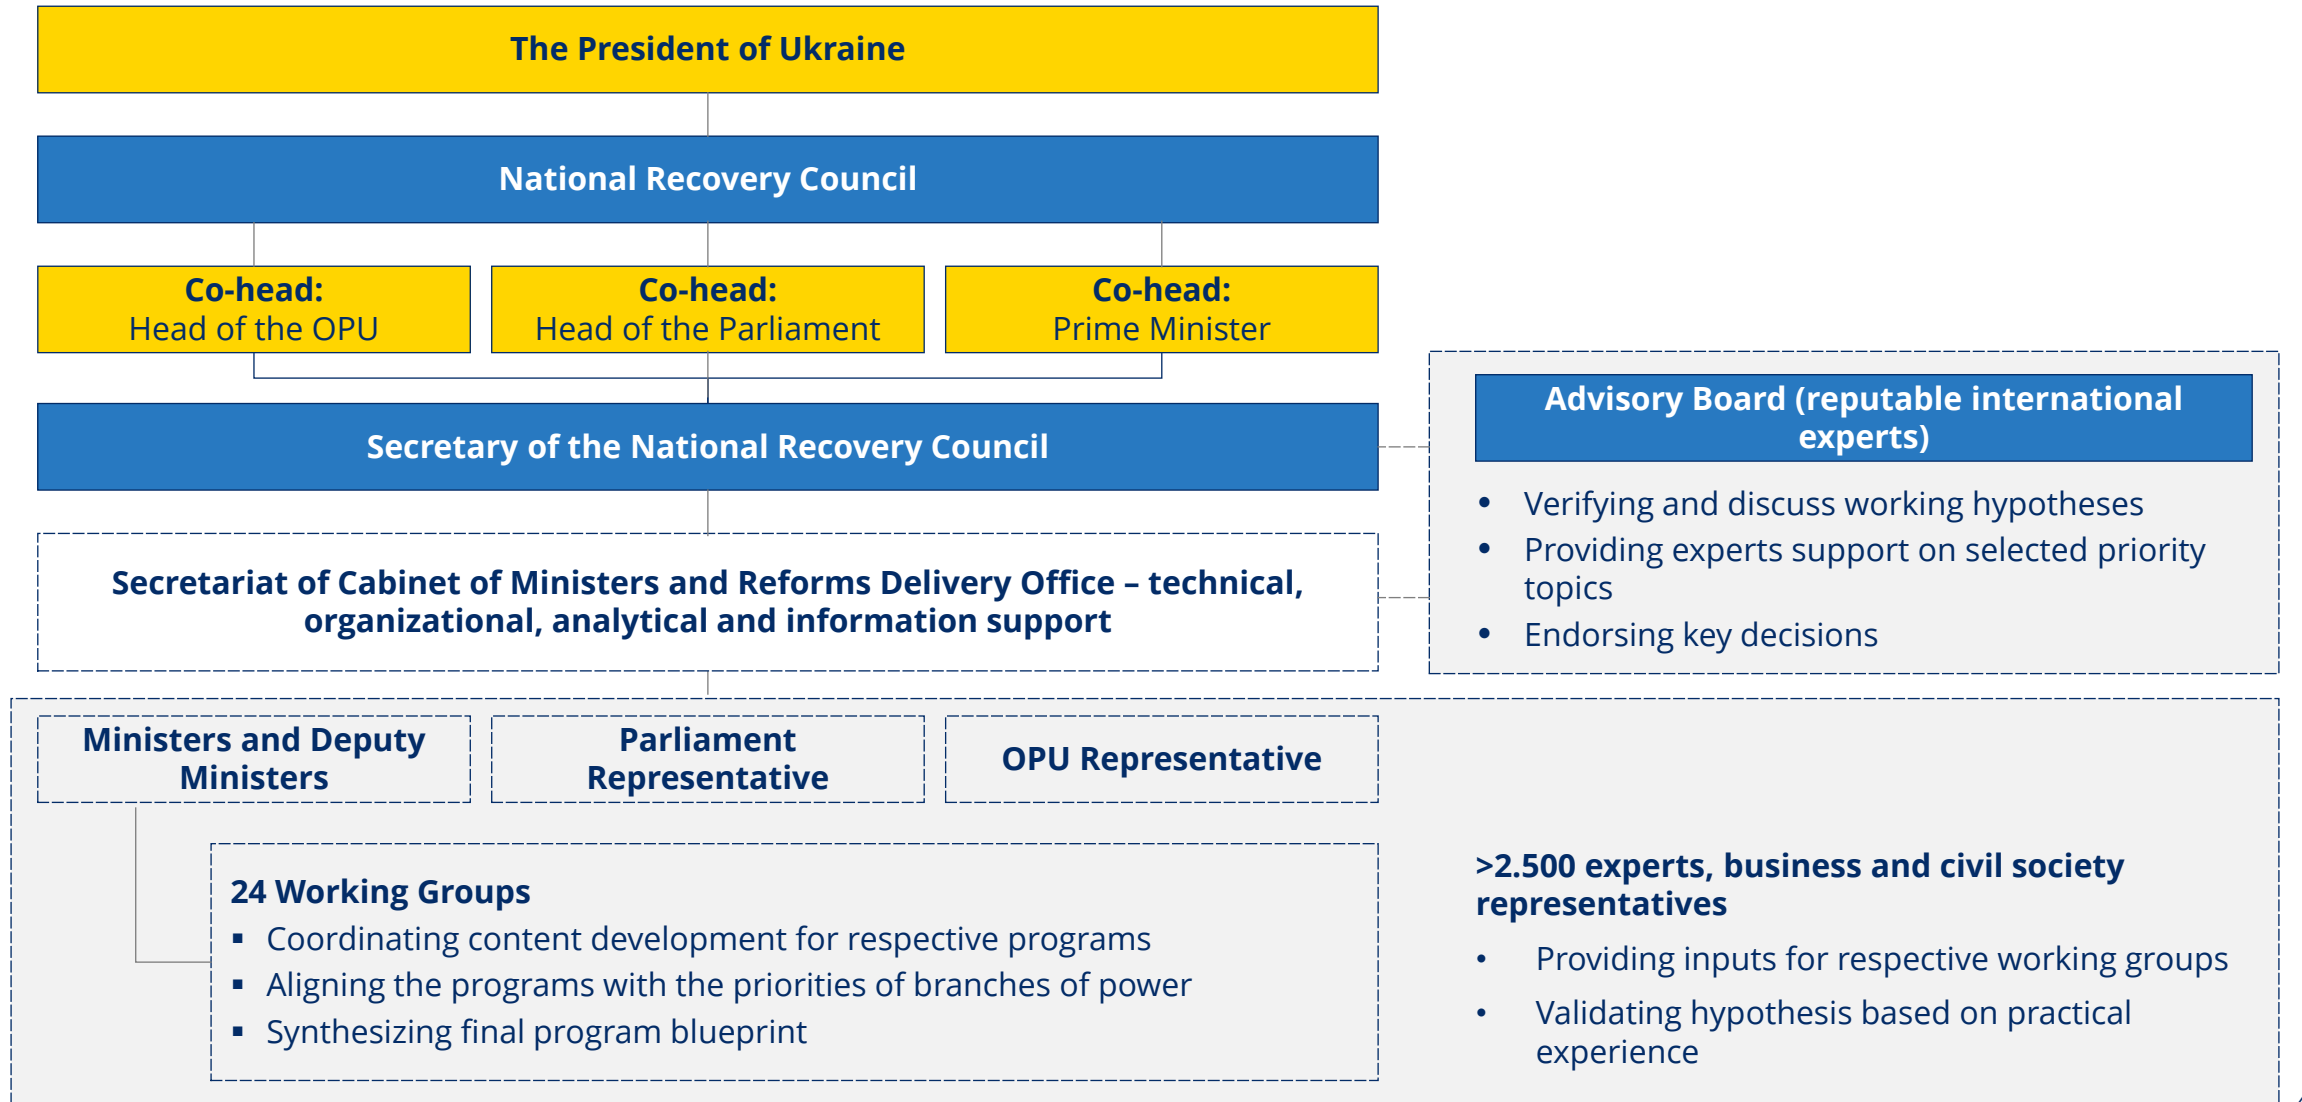 The President of Ukraine
National Recovery Council
Co-head:
Head of the OPU
Co-head:
Head of the Parliament
Co-head:
Prime Minister
Secretary of the National Recovery Council
Advisory Board (reputable international
experts)
• Verifying and discuss working hypotheses
• Providing experts support on selected priority
topics
• Endorsing key decisions
Secretariat of Cabinet of Ministers and Reforms Delivery Office – technical,
organizational, analytical and information support
Ministers and Deputy
Ministers
Parliament
Representative
OPU Representative
24 Working Groups
▪ Coordinating content development for respective programs
▪ Aligning the programs with the priorities of branches of power
▪ Synthesizing final program blueprint
>2.500 experts, business and civil society
representatives
• Providing inputs for respective working groups
• Validating hypothesis based on practical
experience